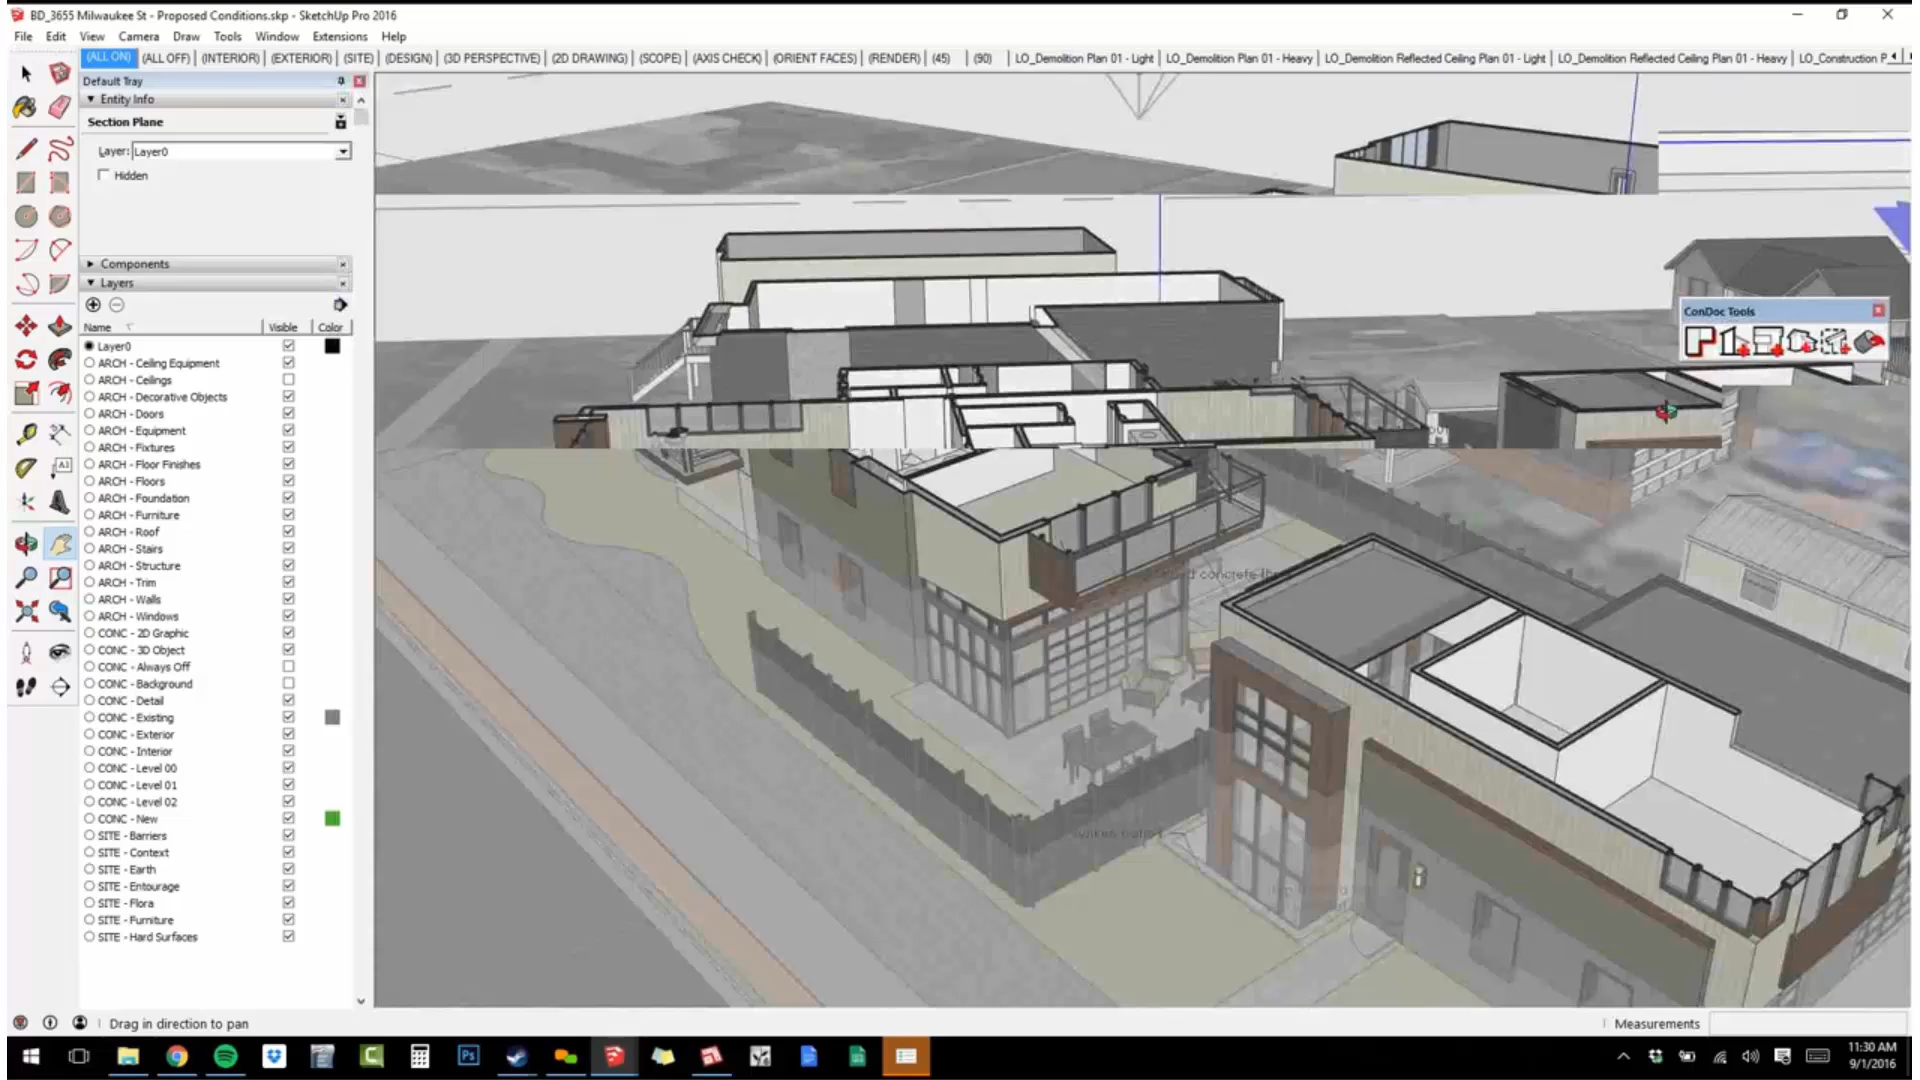 BD_3655 Milwaukee St - Proposed Conditions.skp - SketchUp Pro 2016
File Edit View Camera Draw Tools Window Extensions Help
(ALL ON) (ALL OFF) (INTERIOR) (EXTERIOR) (SITE) (DESIGN) (3D PERSPECTIVE) (2D DRAWING) (SCOPE) (AXIS CHECK) (ORIENT FACES) (RENDER) (45) (90) LO_Demolition Plan 01 - Light LO_Demolition Plan 01 - Heavy LO_Demolition Reflected Ceiling Plan 01 - Light LO_Demolition Reflected Ceiling Plan 01 - Heavy LO_Construction P
Default Tray
Entity Info
Section Plane
Layer: Layer0
Hidden
Components
Layers
Name Visible Color
Layer0
ARCH - Ceiling Equipment
ARCH - Ceilings
ARCH - Decorative Objects
ARCH - Doors
ARCH - Equipment
ARCH - Fixtures
ARCH - Floor Finishes
ARCH - Floors
ARCH - Foundation
ARCH - Furniture
ARCH - Roof
ARCH - Stairs
ARCH - Structure
ARCH - Trim
ARCH - Walls
ARCH - Windows
CONC - 2D Graphic
CONC - 3D Object
CONC - Always Off
CONC - Background
CONC - Detail
CONC - Existing
CONC - Exterior
CONC - Interior
CONC - Level 00
CONC - Level 01
CONC - Level 02
CONC - New
SITE - Barriers
SITE - Context
SITE - Earth
SITE - Entourage
SITE - Flora
SITE - Furniture
SITE - Hard Surfaces
ConDoc Tools
concrete
Drag in direction to pan
Measurements
11:30 AM
9/1/2016